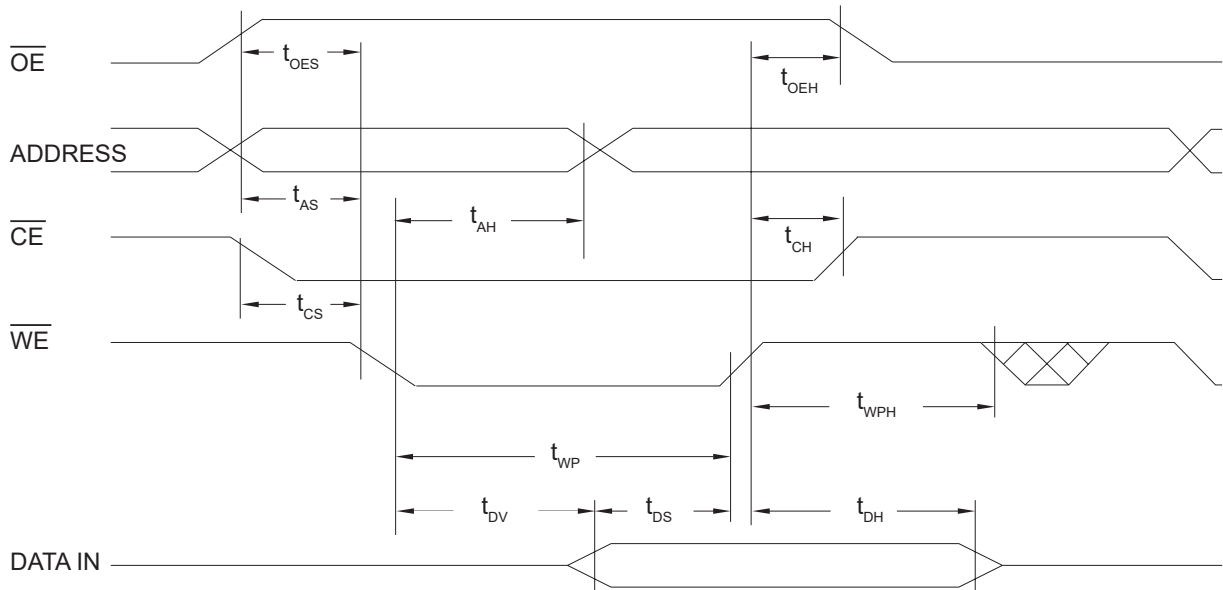 OE
tOES
tOEH
ADDRESS
tAS
tAH
CE
tCH
tCS
WE
tWPH
tWP
tDV
tDS
tDH
DATA IN